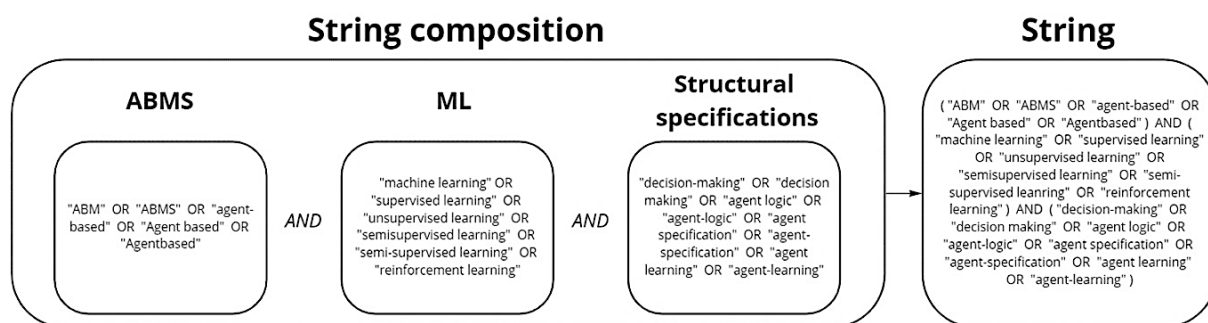 String composition
String
ABMS
ML
Structural
specifications
"ABM" OR "ABMS" OR "agent-
based" OR "Agent based" OR
"Agentbased"
AND
"machine learning" OR
"supervised learning" OR
"unsupervised learning" OR
"semisupervised learning" OR
"semi-supervised learning" OR
"reinforcement learning"
AND
"decision-making" OR "decision
making" OR "agent logic" OR
"agent-logic" OR "agent
specification" OR "agent-
specification" OR "agent
learning" OR "agent-learning"
( "ABM" OR "ABMS" OR "agent-based" OR
"Agent based" OR "Agentbased" ) AND (
"machine learning" OR "supervised learning"
OR "unsupervised learning" OR
"semisupervised learning" OR "semi-
supervised learning" OR "reinforcement
learning" ) AND ( "decision-making" OR
"decision making" OR "agent logic" OR
"agent-logic" OR "agent specification" OR
"agent-specification" OR "agent learning"
OR "agent-learning" )